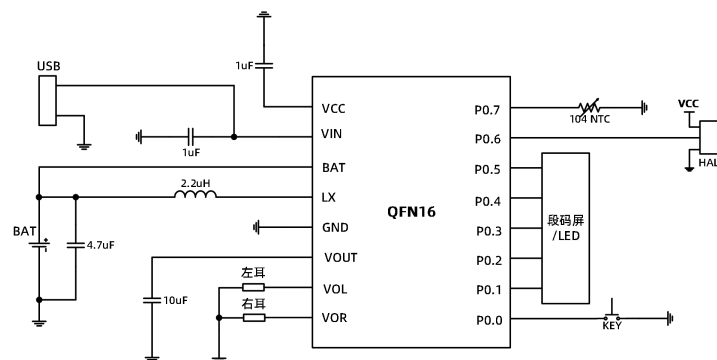 USB
1uF
1uF
VCC
VIN
BAT
LX
GND
VOUT
VOL
VOR
QFN16
P0.7
P0.6
P0.5
P0.4
P0.3
P0.2
P0.1
P0.0
104 NTC
VCC
HAL
2.2uH
BAT
+
4.7uF
10uF
左耳
右耳
段码屏
/LED
KEY